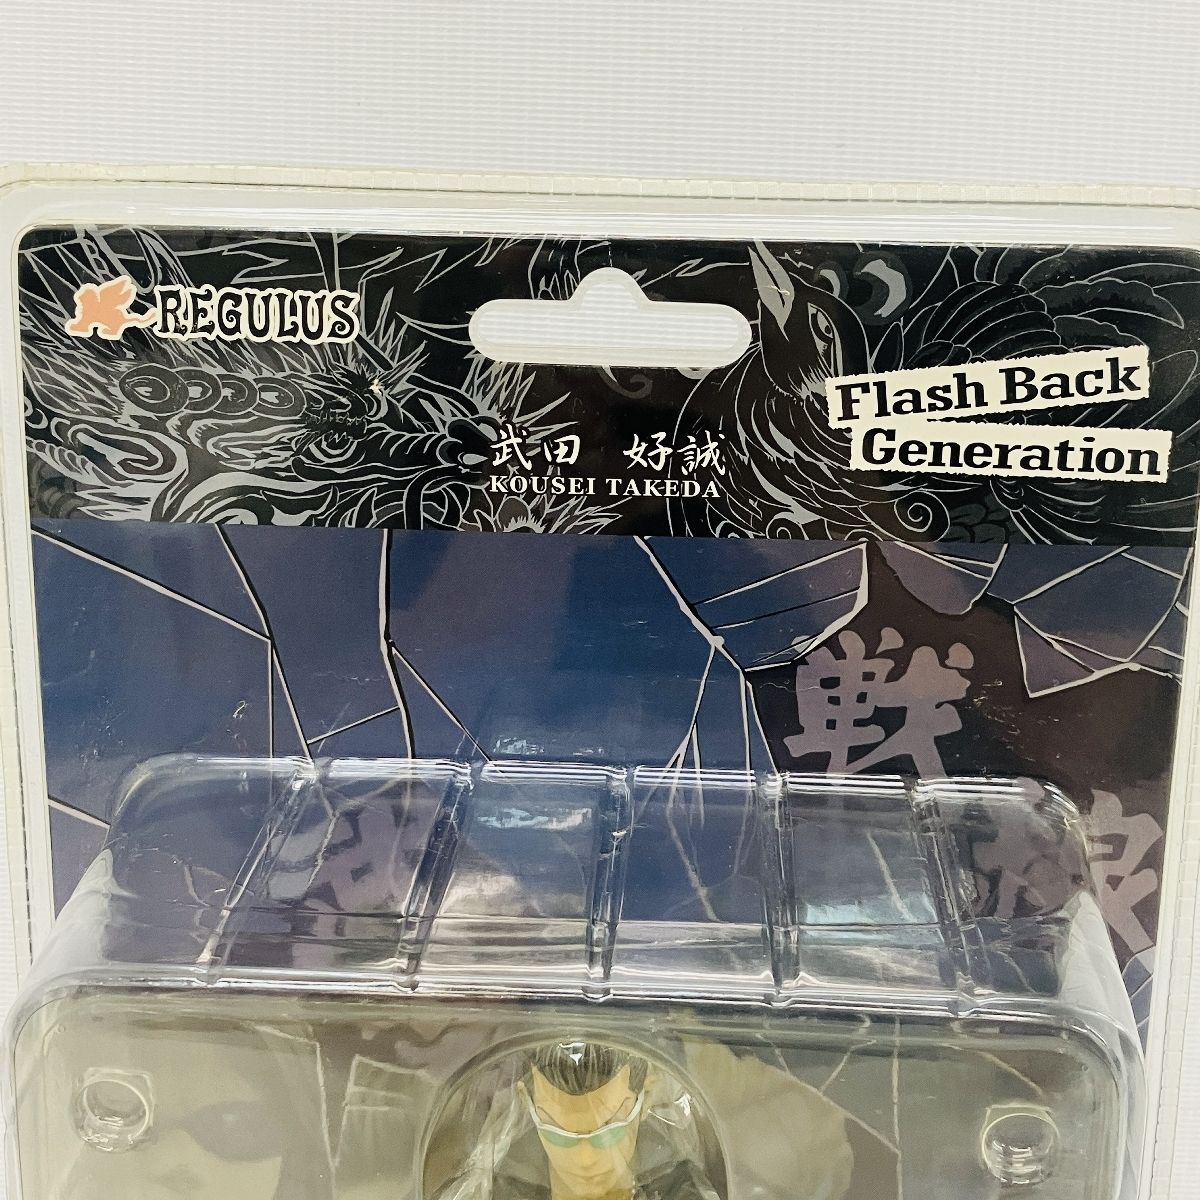 REGULUS
Flash Back
Generation
武田 好誠
KOUSEI TAKEDA
戦